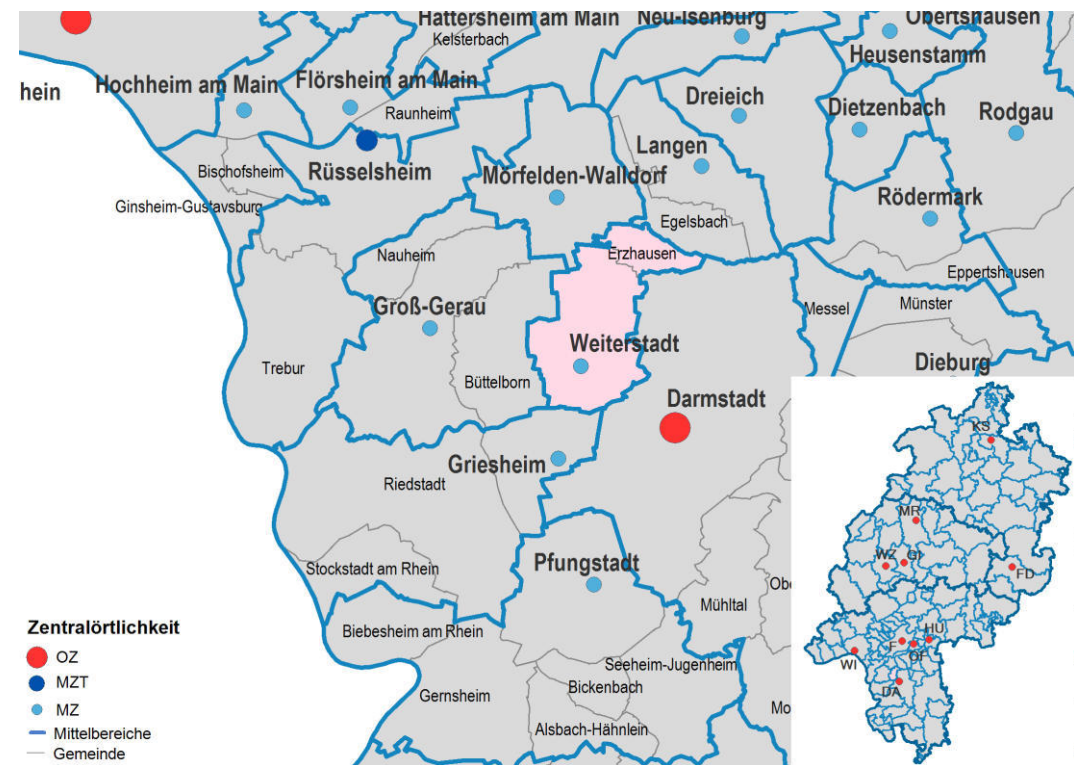 Hattersheim am Main
Neu-Isenburg
Obertshausen
Kelsterbach
Heusenstamm
Hochheim am Main
Flörsheim am Main
hein
Raunheim
Dreieich
Dietzenbach
Rodgau
Langen
Bischofsheim
Rüsselsheim
Mörfelden-Walldorf
Ginsheim-Gustavsburg
Rödermark
Egelsbach
Nauheim
Erzhausen
Eppertshausen
Messel
Münster
Groß-Gerau
Weiterstadt
Trebur
Büttelborn
Dieburg
Darmstadt
Griesheim
Riedstadt
Pfungstadt
Stockstadt am Rhein
Obe
Mühltal
Biebesheim am Rhein
Seeheim-Jugenheim
Bickenbach
Gernsheim
Mo
Alsbach-Hähnlein
Zentralörtlichkeit
OZ
MZT
MZ
Mittelbereiche
Gemeinde
KS
MR
WZ
GI
FD
HU
F
OF
WI
DA